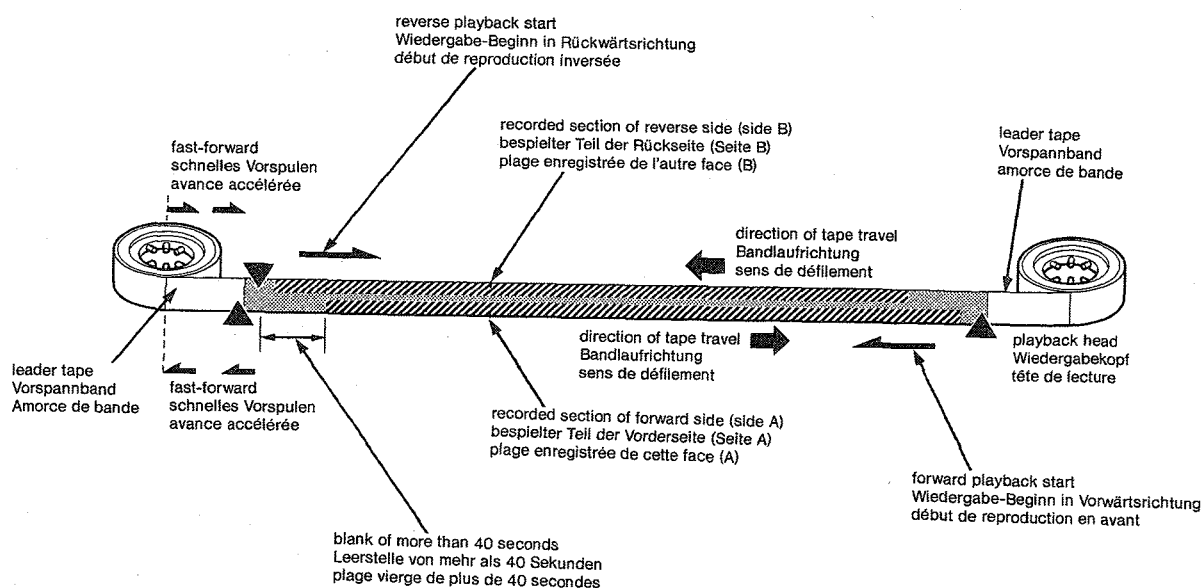 reverse playback start
Wiedergabe-Beginn in Rückwärtsrichtung
début de reproduction inversée
fast-forward
schnelles Vorspulen
avance accélérée
recorded section of reverse side (side B)
bespielter Teil der Rückseite (Seite B)
plage enregistrée de l'autre face (B)
leader tape
Vorspannband
amorce de bande
direction of tape travel
Bandlaufrichtung
sens de défilement
direction of tape travel
Bandlaufrichtung
sens de défilement
playback head
Wiedergabekopf
tête de lecture
leader tape
Vorspannband
Amorce de bande
fast-forward
schnelles Vorspulen
avance accélérée
recorded section of forward side (side A)
bespielter Teil der Vorderseite (Seite A)
plage enregistrée de cette face (A)
forward playback start
Wiedergabe-Beginn in Vorwärtsrichtung
début de reproduction en avant
blank of more than 40 seconds
Leerstelle von mehr als 40 Sekunden
plage vierge de plus de 40 secondes